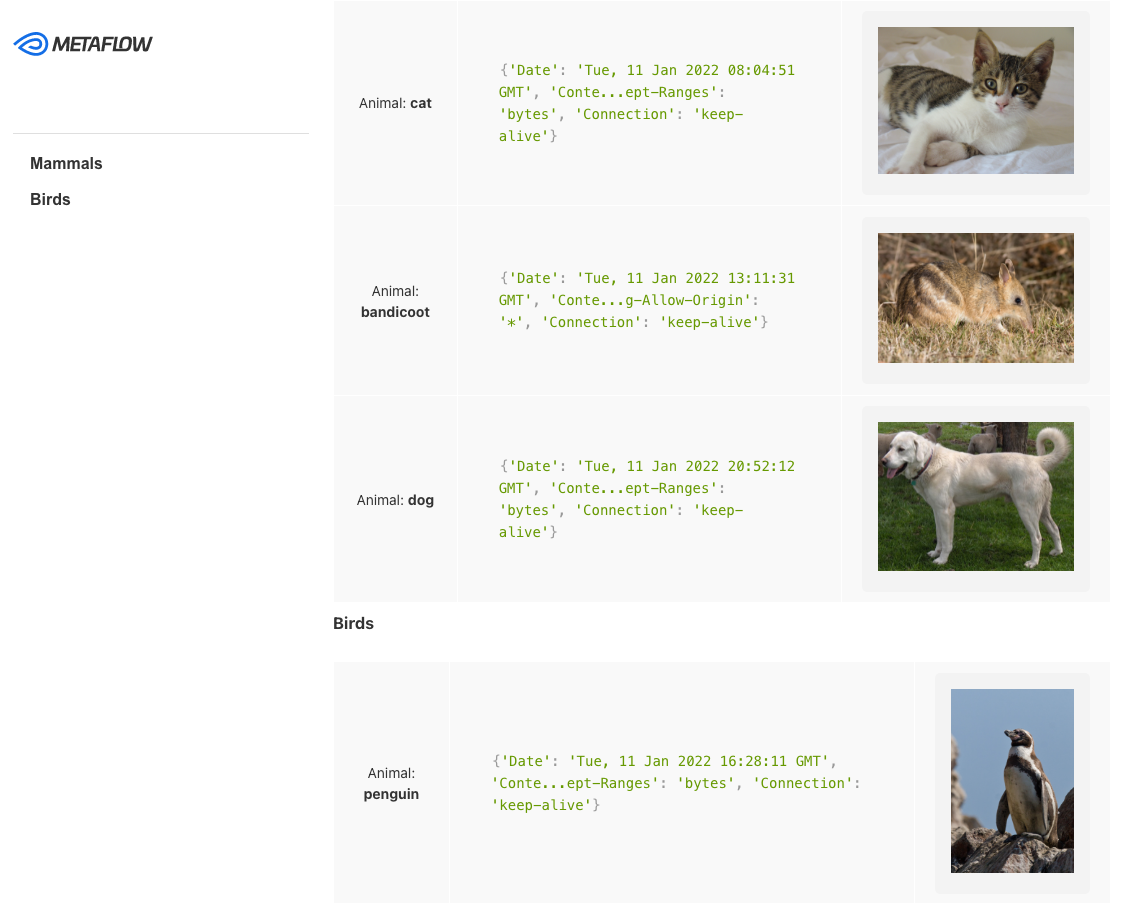 METAFLOW
Mammals
Birds
Animal: cat
{'Date': 'Tue, 11 Jan 2022 08:04:51
GMT', 'Conte...ept-Ranges':
'bytes', 'Connection': 'keep-
alive'}
Animal:
bandicoot
{'Date': 'Tue, 11 Jan 2022 13:11:31
GMT', 'Conte...g-Allow-Origin':
'*', 'Connection': 'keep-alive'}
Animal: dog
{'Date': 'Tue, 11 Jan 2022 20:52:12
GMT', 'Conte...ept-Ranges':
'bytes', 'Connection': 'keep-
alive'}
Birds
Animal:
penguin
{'Date': 'Tue, 11 Jan 2022 16:28:11 GMT',
'Conte...ept-Ranges': 'bytes', 'Connection':
'keep-alive'}